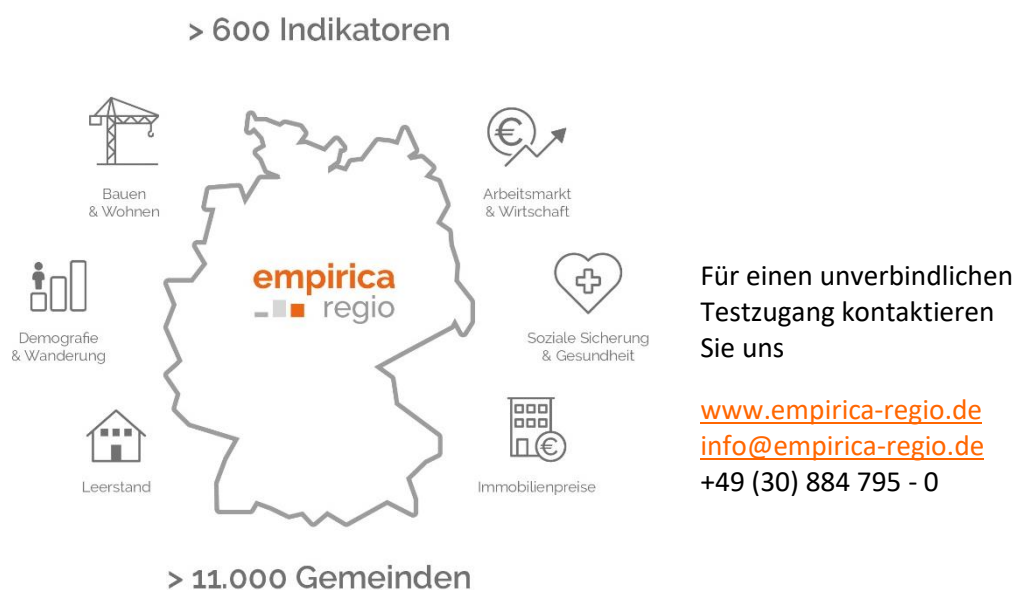 > 600 Indikatoren
Bauen
& Wohnen
Arbeitsmarkt
& Wirtschaft
empirica
regio
Demografie
& Wanderung
Soziale Sicherung
& Gesundheit
Leerstand
Immobilienpreise
> 11.000 Gemeinden
Für einen unverbindlichen
Testzugang kontaktieren
Sie uns
www.empirica-regio.de
info@empirica-regio.de
+49 (30) 884 795 - 0